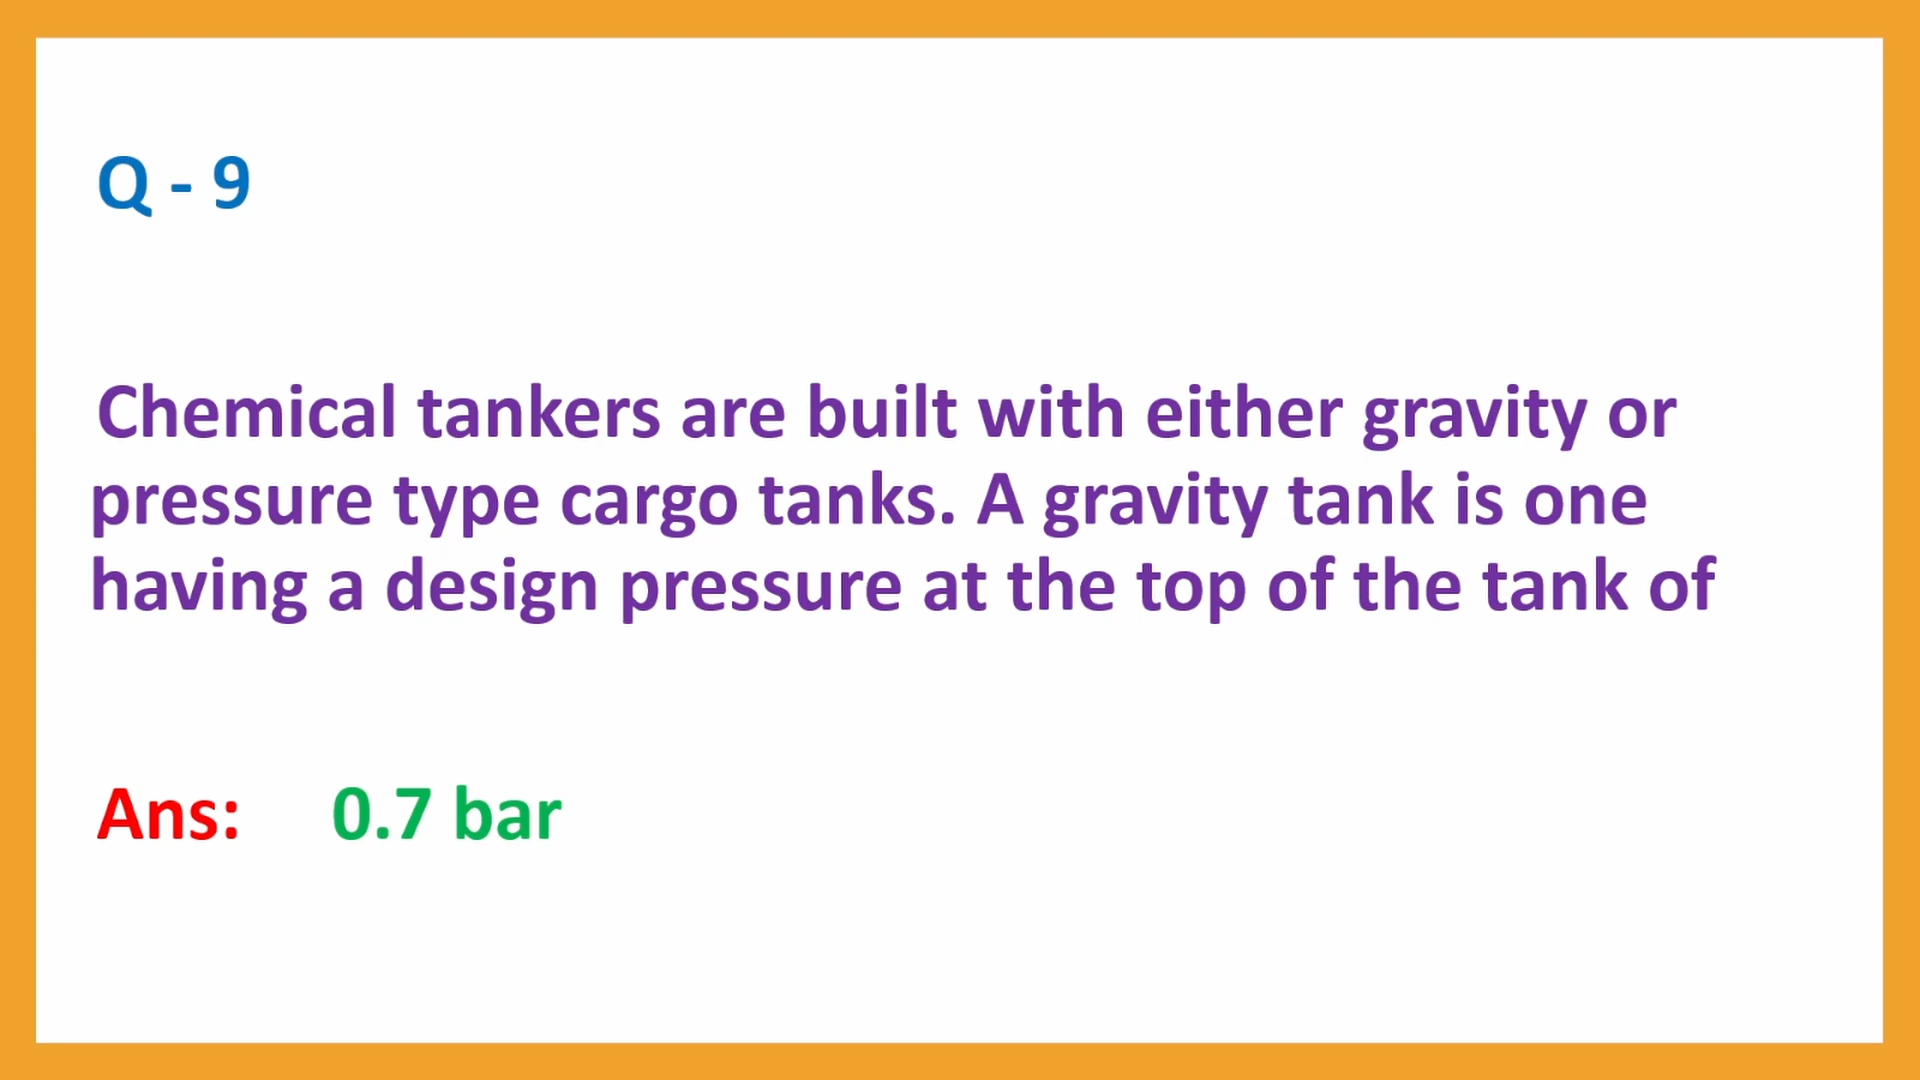 Q - 9
Chemical tankers are built with either gravity or
pressure type cargo tanks. A gravity tank is one
having a design pressure at the top of the tank of
Ans: 0.7 bar